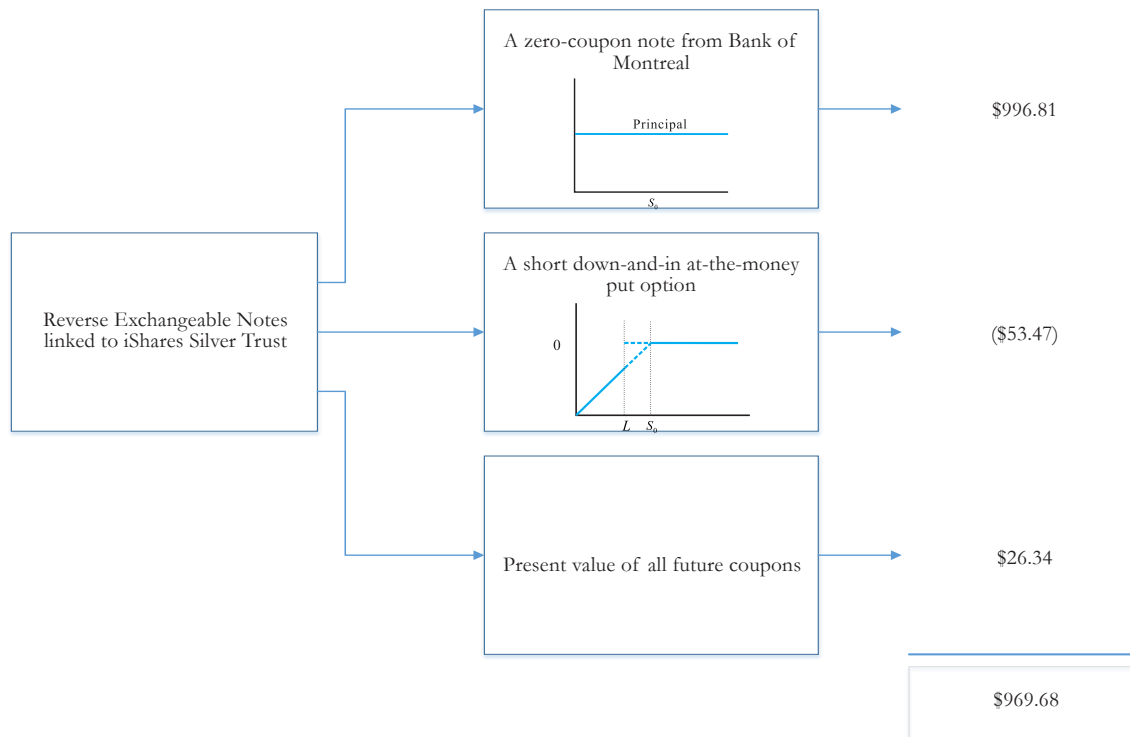 A zero-coupon note from Bank of
Montreal
Principal
S₀
$996.81
Reverse Exchangeable Notes
linked to iShares Silver Trust
A short down-and-in at-the-money
put option
0
L S₀
($53.47)
Present value of all future coupons
$26.34
$969.68